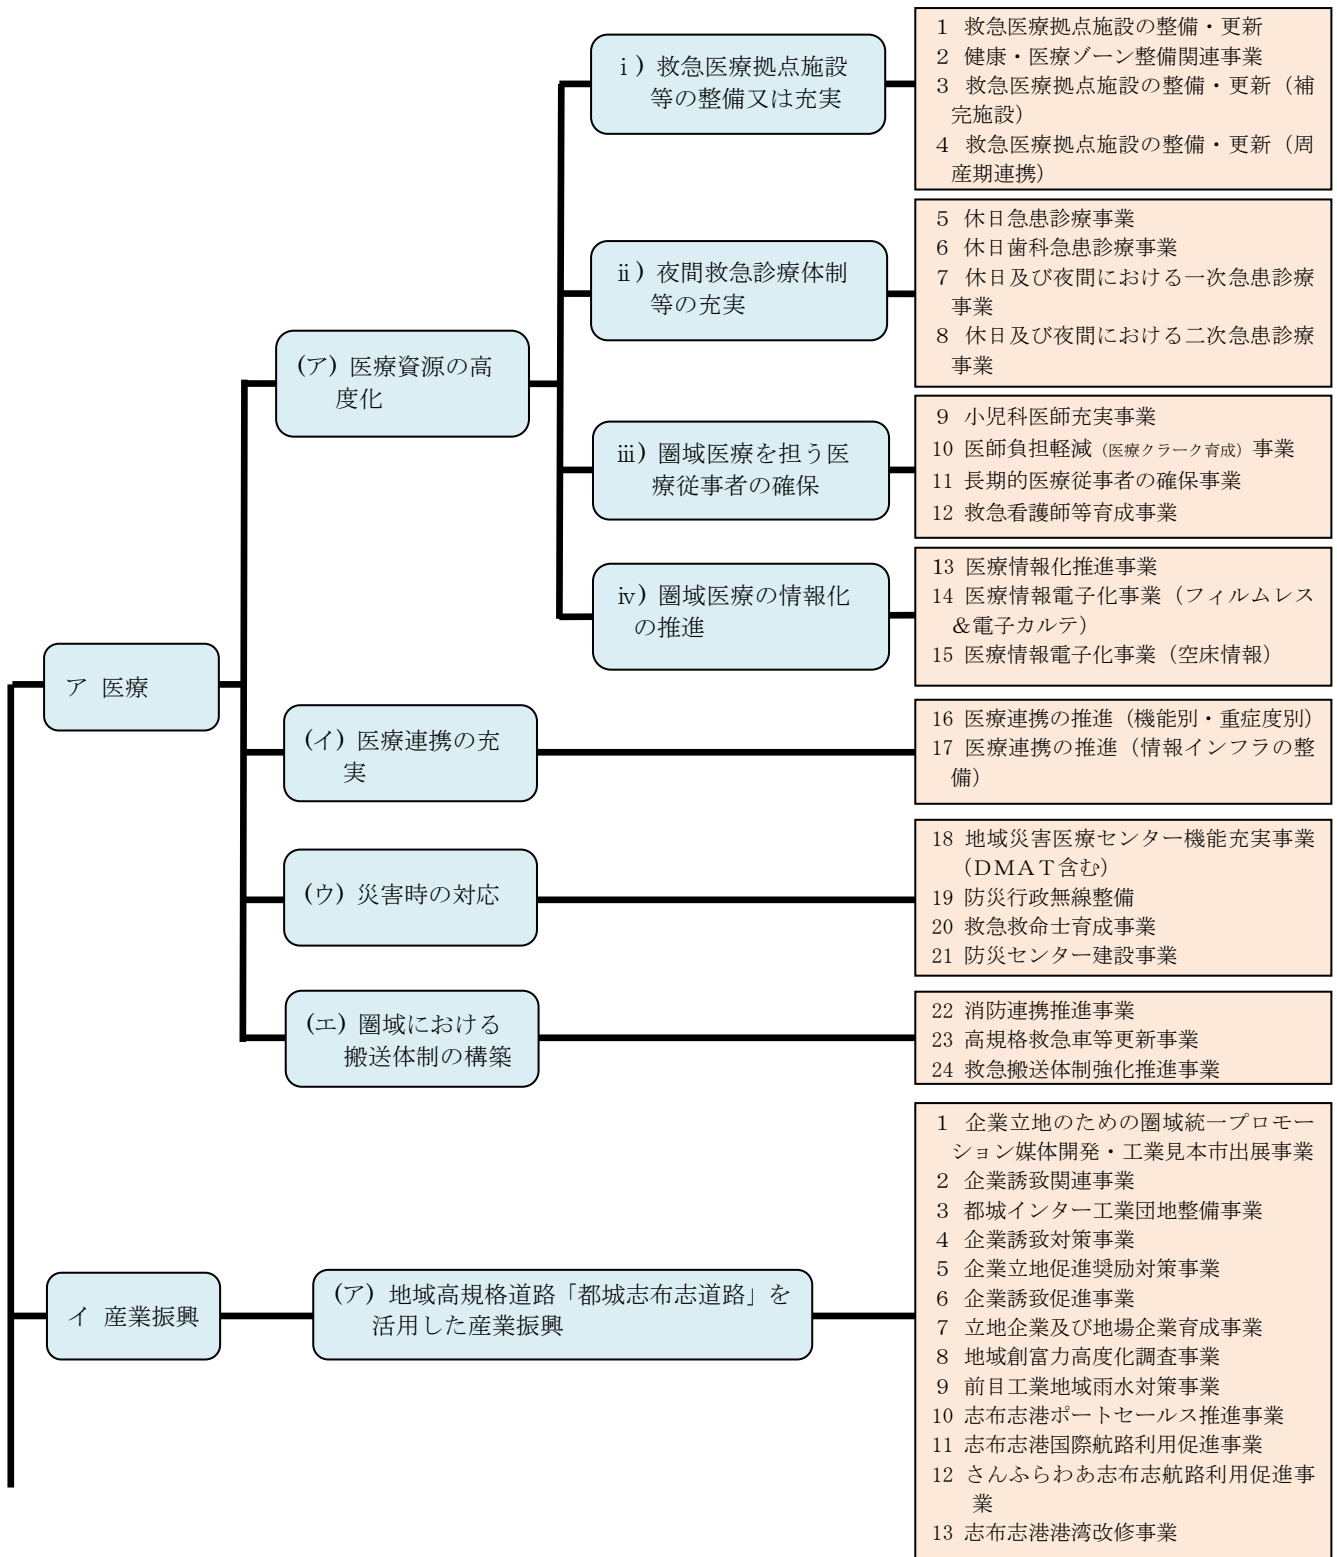 ア 医療
(ア) 医療資源の高
度化
ⅰ) 救急医療拠点施設
等の整備又は充実
1 救急医療拠点施設の整備・更新
2 健康・医療ゾーン整備関連事業
3 救急医療拠点施設の整備・更新（補
完施設）
4 救急医療拠点施設の整備・更新（周
産期連携）
ⅱ) 夜間救急診療体制
等の充実
5 休日急患診療事業
6 休日歯科急患診療事業
7 休日及び夜間における一次急患診療
事業
8 休日及び夜間における二次急患診療
事業
ⅲ) 圏域医療を担う医
療従事者の確保
9 小児科医師充実事業
10 医師負担軽減（医療クラーク育成）事業
11 長期的医療従事者の確保事業
12 救急看護師等育成事業
ⅳ) 圏域医療の情報化
の推進
13 医療情報化推進事業
14 医療情報電子化事業（フィルムレス
＆電子カルテ）
15 医療情報電子化事業（空床情報）
(イ) 医療連携の充
実
16 医療連携の推進（機能別・重症度別）
17 医療連携の推進（情報インフラの整
備）
(ウ) 災害時の対応
18 地域災害医療センター機能充実事業
（ＤＭＡＴ含む）
19 防災行政無線整備
20 救急救命士育成事業
21 防災センター建設事業
(エ) 圏域における
搬送体制の構築
22 消防連携推進事業
23 高規格救急車等更新事業
24 救急搬送体制強化推進事業
イ 産業振興
(ア) 地域高規格道路「都城志布志道路」を
活用した産業振興
1 企業立地のための圏域統一プロモー
ション媒体開発・工業見本市出展事業
2 企業誘致関連事業
3 都城インター工業団地整備事業
4 企業誘致対策事業
5 企業立地促進奨励対策事業
6 企業誘致促進事業
7 立地企業及び地場企業育成事業
8 地域創富力高度化調査事業
9 前目工業地域雨水対策事業
10 志布志港ポートセールス推進事業
11 志布志港国際航路利用促進事業
12 さんふらわあ志布志航路利用促進事
業
13 志布志港港湾改修事業